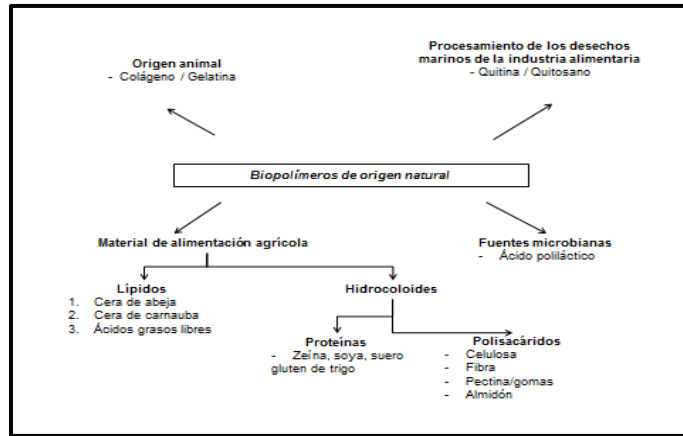 Origen animal
- Colágeno / Gelatina
Procesamiento de los desechos
marinos de la industria alimentaria
- Quitina / Quitosano
Biopolímeros de origen natural
Material de alimentación agrícola
Fuentes microbianas
- Ácido poliláctico
Lípidos
1. Cera de abeja
2. Cera de carnauba
3. Ácidos grasos libres
Hidrocoloides
Proteínas
- Zeína, soya, suero
gluten de trigo
Polisacáridos
- Celulosa
- Fibra
- Pectina/gomas
- Almidón